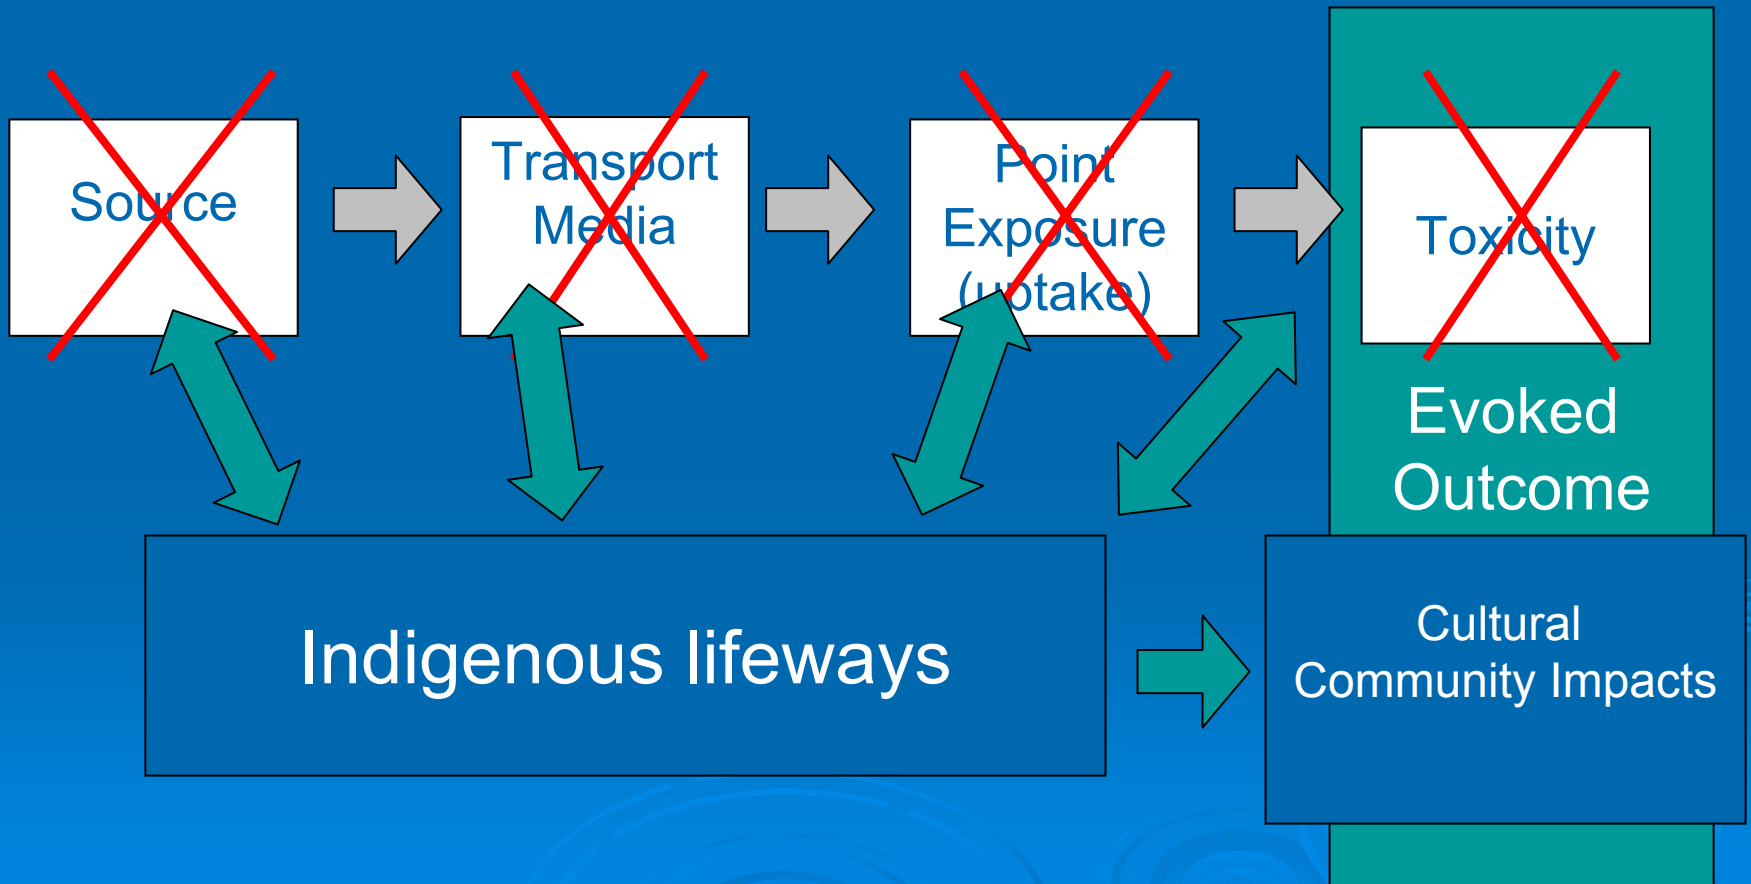 Source
Transport
Media
Point
Exposure
(uptake)
Toxicity
Evoked
Outcome
Indigenous lifeways
Cultural
Community Impacts